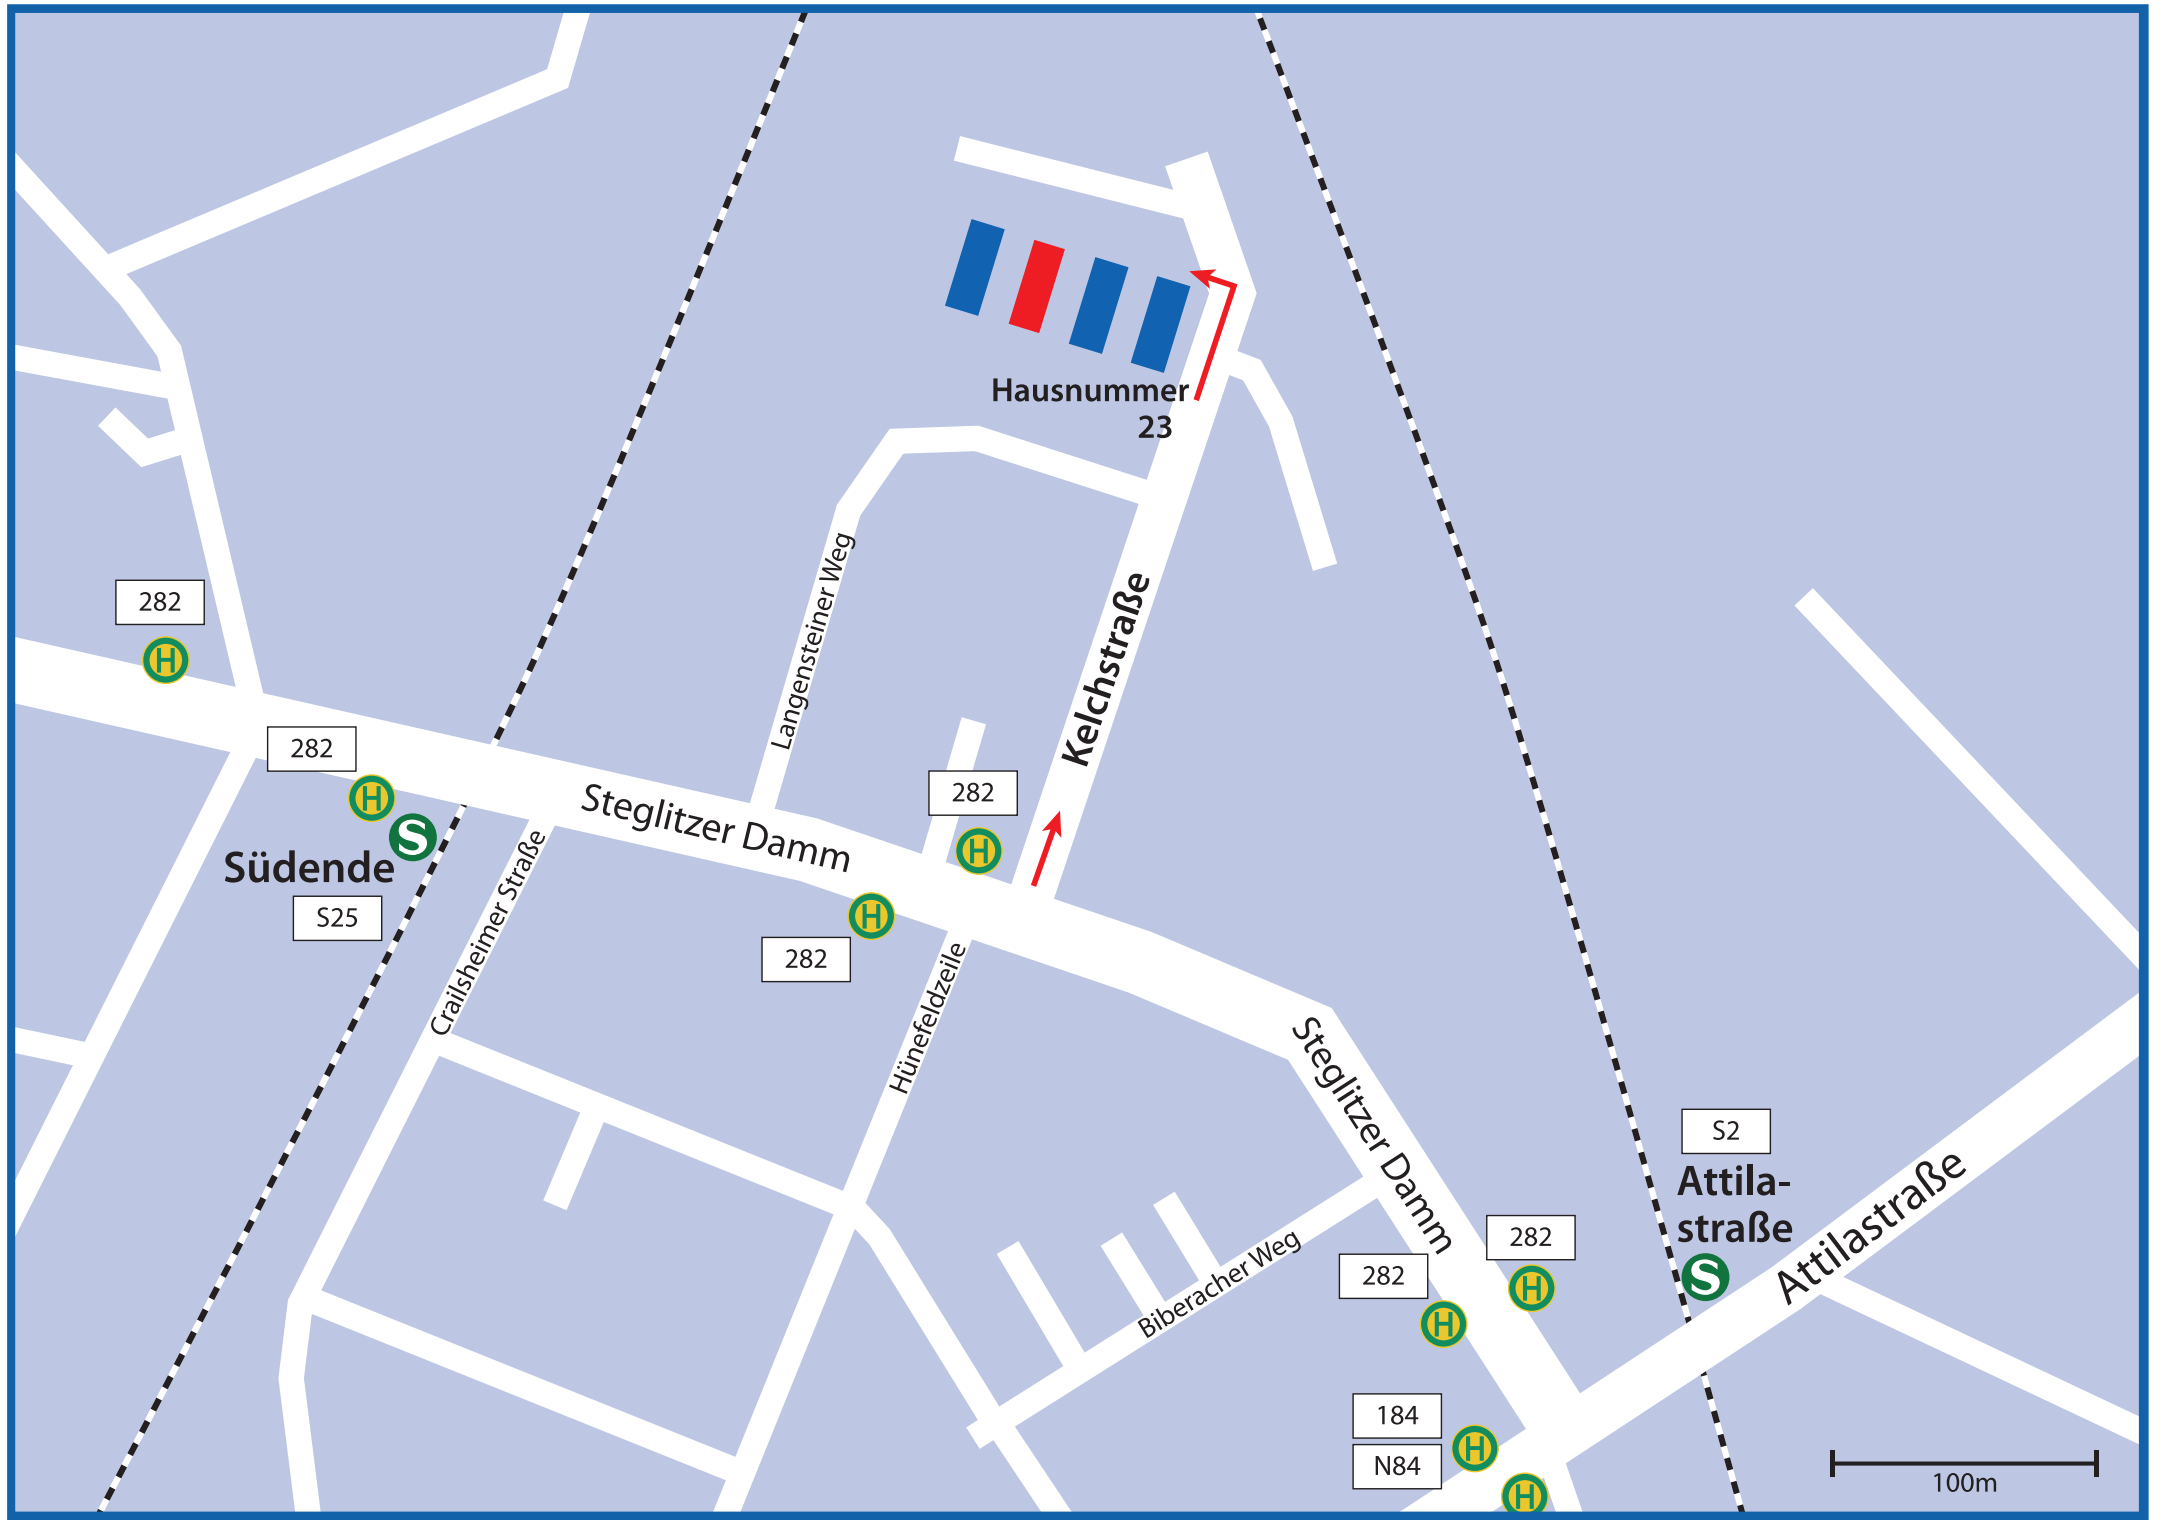 Hausnummer
23
Langensteiner Weg
Kelchstraße
282
H
282
H
S
Südende
S25
Steglitzer Damm
282
H
H
282
Crailsheimer Straße
Hünefeldzeile
Steglitzer Damm
S2
Attila-
straße
S
Attilastraße
282
H
282
H
Biberacher Weg
184
H
N84
H
100m